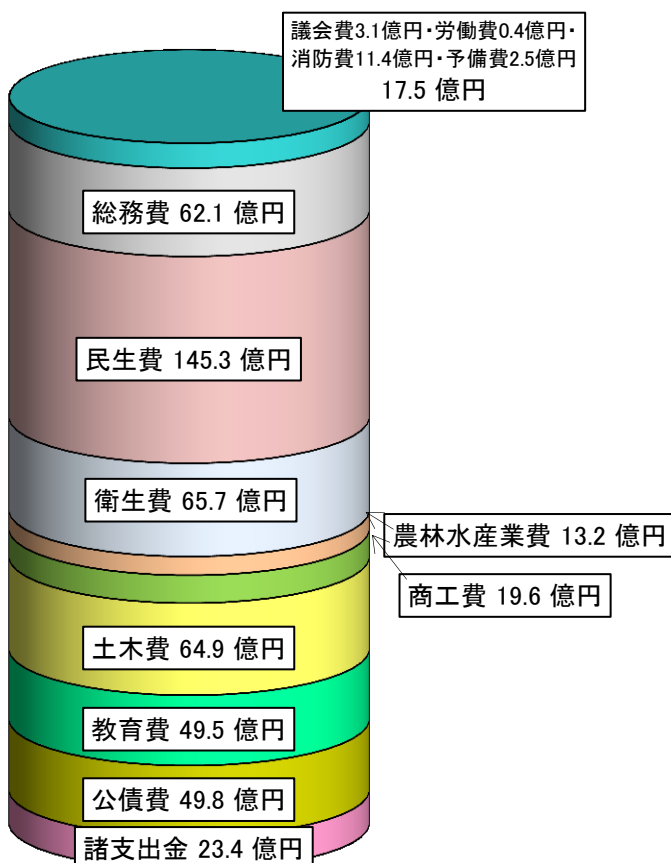 議会費3.1億円・労働費0.4億円・
消防費11.4億円・予備費2.5億円
17.5 億円
総務費 62.1 億円
民生費 145.3 億円
衛生費 65.7 億円
農林水産業費 13.2 億円
商工費 19.6 億円
土木費 64.9 億円
教育費 49.5 億円
公債費 49.8 億円
諸支出金 23.4 億円